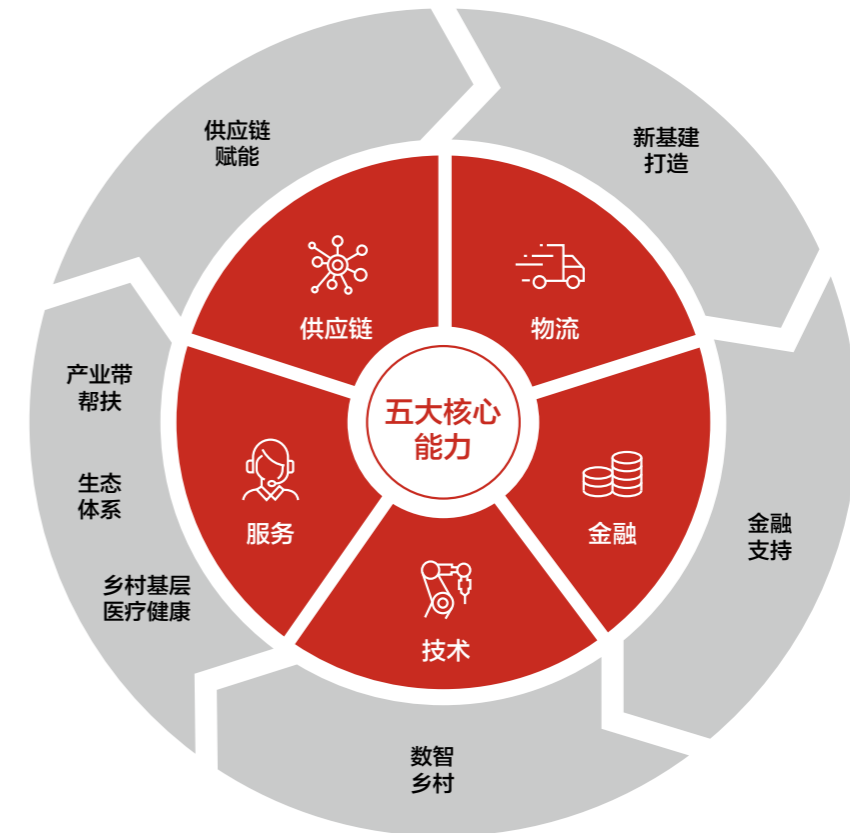 供应链
赋能
新基建
打造
供应链
物流
产业带
帮扶
五大核心
能力
生态
体系
服务
金融
金融
支持
乡村基层
医疗健康
技术
数智
乡村